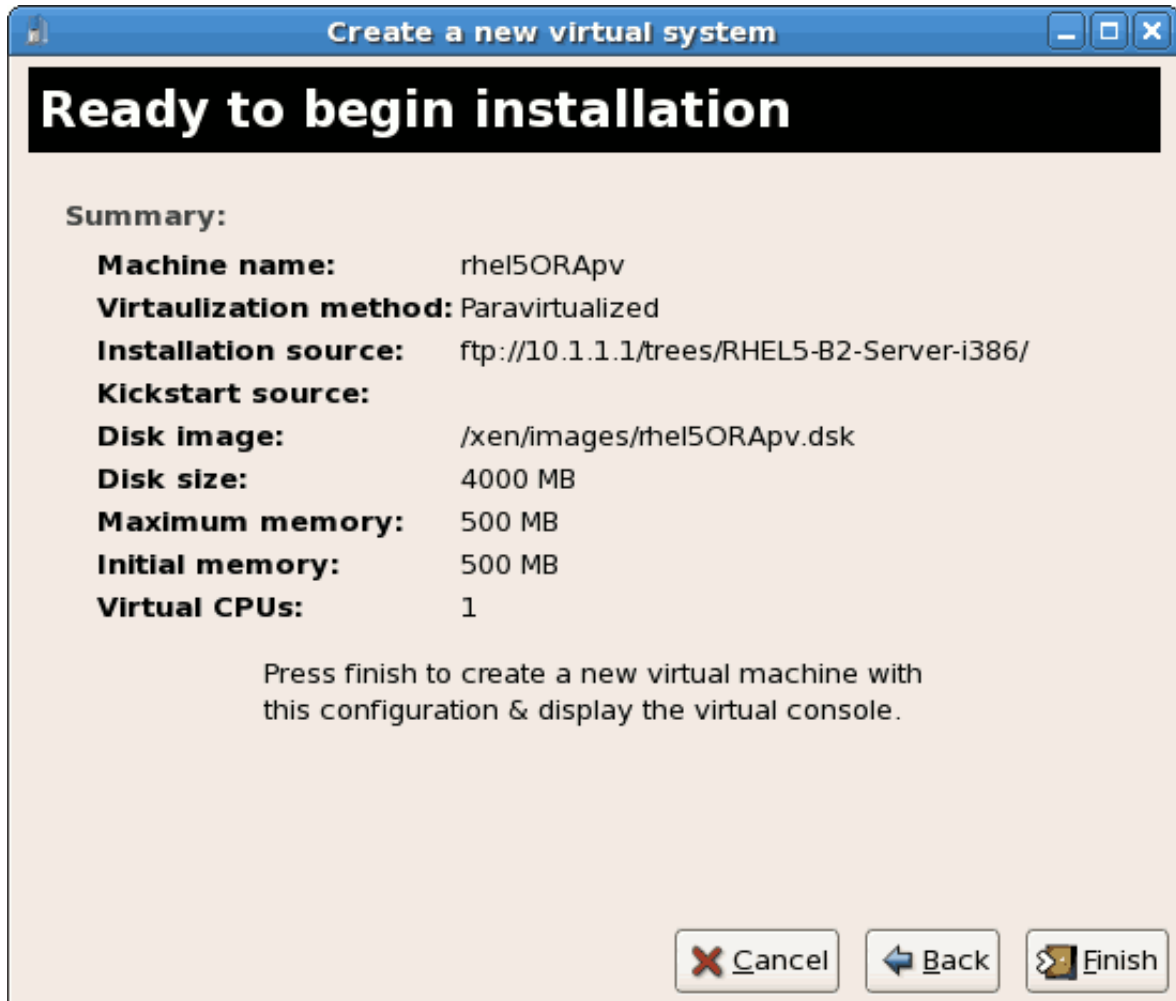 Create a new virtual system
Ready to begin installation
Summary:
Machine name: rhel5ORApv
Virtaulization method: Paravirtualized
Installation source: ftp://10.1.1.1/trees/RHEL5-B2-Server-i386/
Kickstart source:
Disk image: /xen/images/rhel5ORApv.dsk
Disk size: 4000 MB
Maximum memory: 500 MB
Initial memory: 500 MB
Virtual CPUs: 1
Press finish to create a new virtual machine with
this configuration & display the virtual console.
Cancel Back Finish